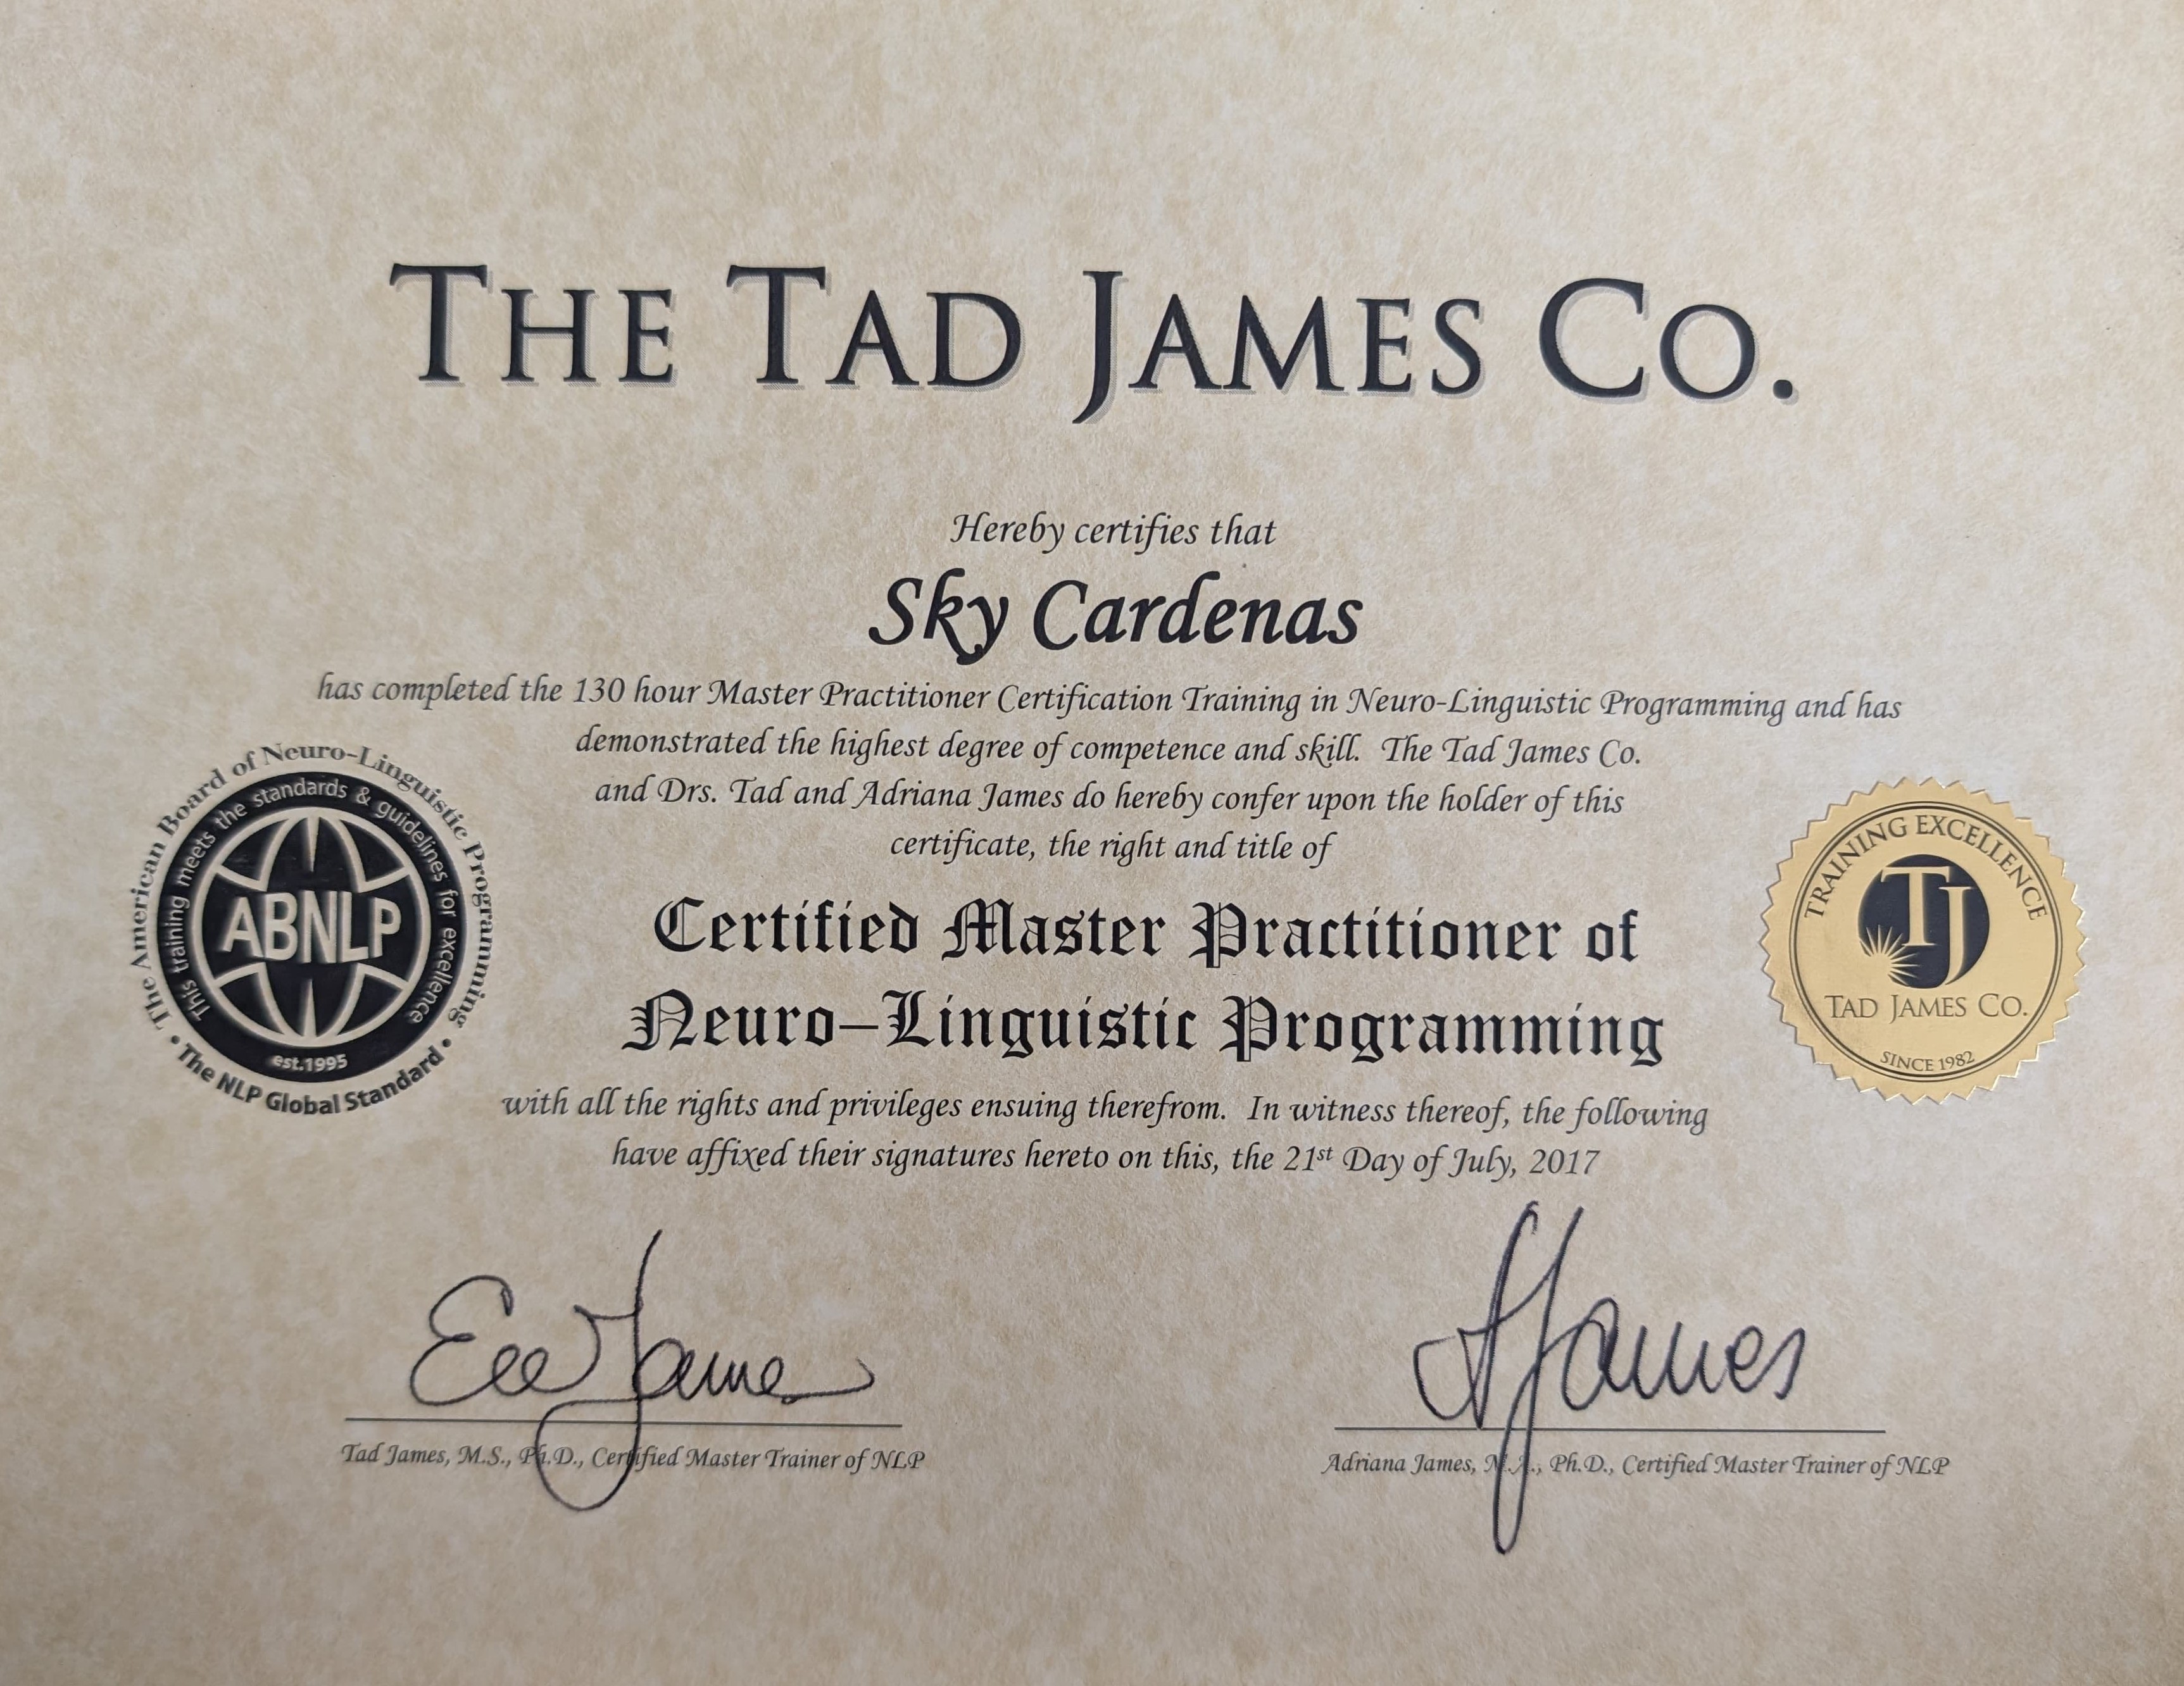 THE TAD JAMES CO.
Hereby certifies that
Sky Cardenas
has completed the 130 hour Master Practitioner Certification Training in Neuro-Linguistic Programming and has
demonstrated the highest degree of competence and skill. The Tad James Co.
and Drs. Tad and Adriana James do hereby confer upon the holder of this
certificate, the right and title of
Certified Master Practitioner of
Neuro-Linguistic Programming
with all the rights and privileges ensuing therefrom. In witness thereof, the following
have affixed their signatures hereto on this, the 21st Day of July, 2017
The American Board of Neuro-Linguistic Programming
This training meets the standards & guidelines for excellence
ABNLP
est.1995
• The NLP Global Standard •
TRAINING EXCELLENCE
TJ
TAD JAMES CO.
SINCE 1982
James
AJames
Tad James, M.S., Ph.D., Certified Master Trainer of NLP
Adriana James, M.A., Ph.D., Certified Master Trainer of NLP